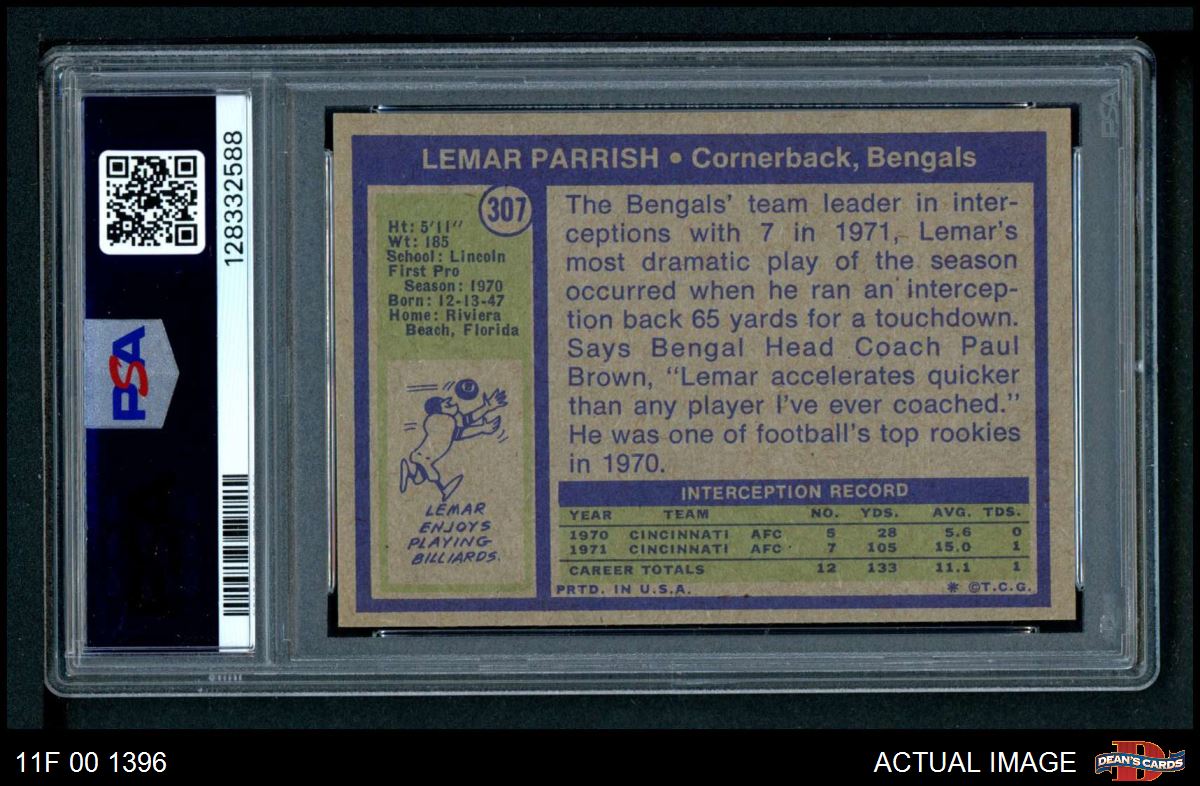 128332588
PSA
LEMAR PARRISH • Cornerback, Bengals
307
Ht: 5'11''
Wt: 185
School: Lincoln
First Pro
Season: 1970
Born: 12-13-47
Home: Riviera
Beach, Florida
8
LEMAR
ENJOYS
PLAYING
BILLIARDS.
The Bengals' team leader in inter-
ceptions with 7 in 1971, Lemar's
most dramatic play of the season
occurred when he ran an intercep-
tion back 65 yards for a touchdown.
Says Bengal Head Coach Paul
Brown, "Lemar accelerates quicker
than any player I've ever coached."
He was one of football's top rookies
in 1970.
INTERCEPTION RECORD
YEAR TEAM NO. YDS. AVG. TDS.
1970 CINCINNATI AFC 5 28 5.6 0
1971 CINCINNATI AFC 7 105 15.0 1
CAREER TOTALS 12 133 11.1 1
PRTD. IN U.S.A. * ©T.C.G.
PSA
11F 00 1396
ACTUAL IMAGE
D
DEAN'S CARDS